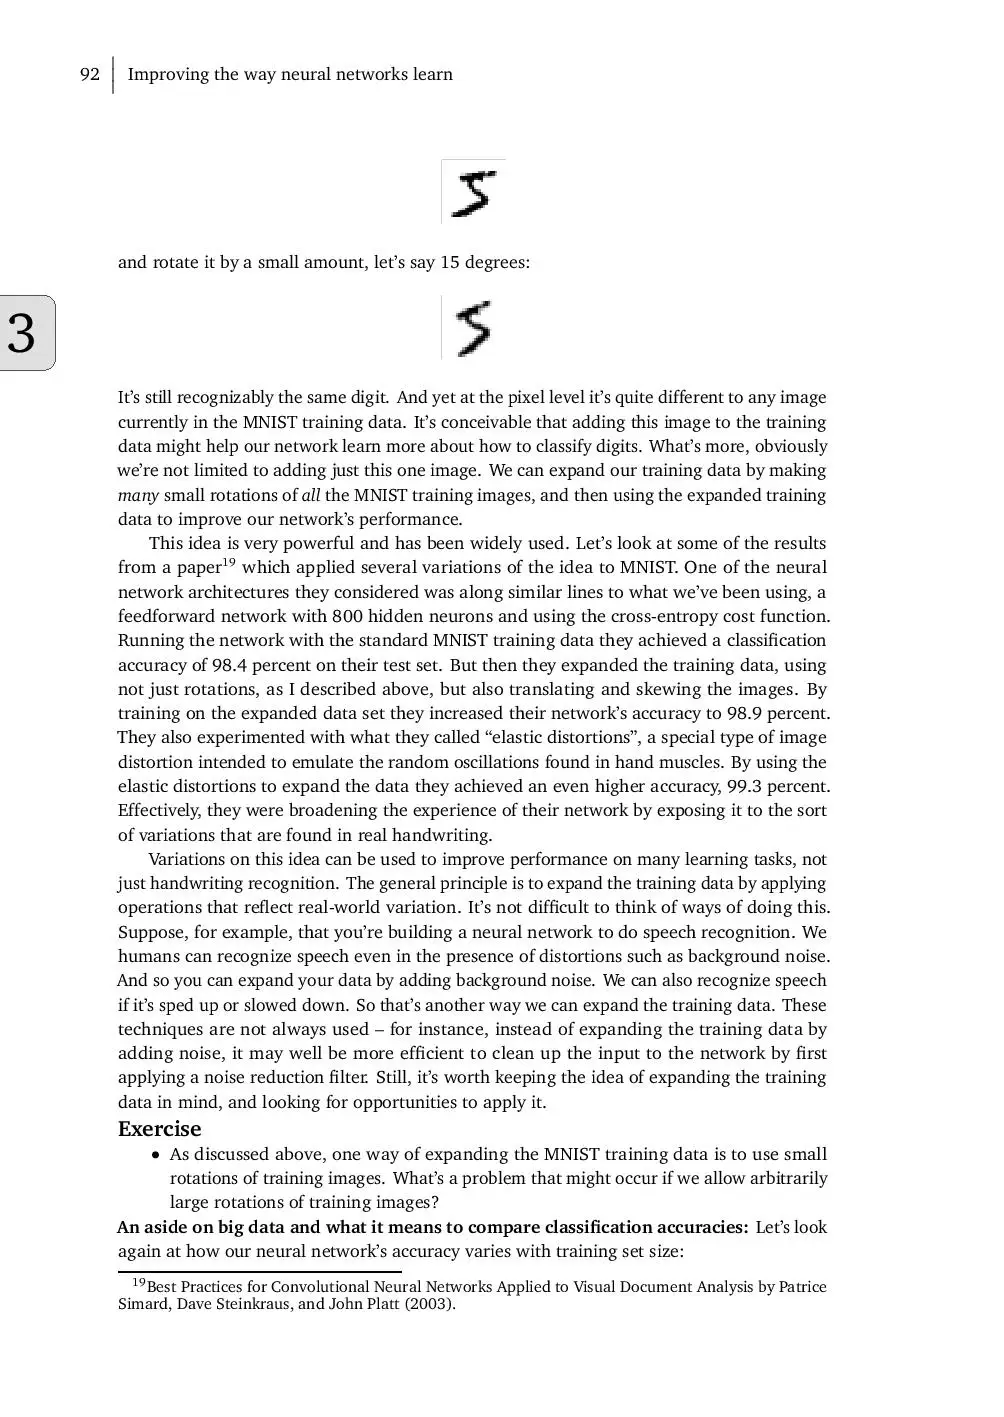 92 Improving the way neural networks learn
5
and rotate it by a small amount, let’s say 15 degrees:
5
3
It’s still recognizably the same digit. And yet at the pixel level it’s quite different to any image
currently in the MNIST training data. It’s conceivable that adding this image to the training
data might help our network learn more about how to classify digits. What’s more, obviously
we’re not limited to adding just this one image. We can expand our training data by making
many small rotations of all the MNIST training images, and then using the expanded training
data to improve our network’s performance.
This idea is very powerful and has been widely used. Let’s look at some of the results
from a paper19 which applied several variations of the idea to MNIST. One of the neural
network architectures they considered was along similar lines to what we’ve been using, a
feedforward network with 800 hidden neurons and using the cross-entropy cost function.
Running the network with the standard MNIST training data they achieved a classification
accuracy of 98.4 percent on their test set. But then they expanded the training data, using
not just rotations, as I described above, but also translating and skewing the images. By
training on the expanded data set they increased their network’s accuracy to 98.9 percent.
They also experimented with what they called “elastic distortions”, a special type of image
distortion intended to emulate the random oscillations found in hand muscles. By using the
elastic distortions to expand the data they achieved an even higher accuracy, 99.3 percent.
Effectively, they were broadening the experience of their network by exposing it to the sort
of variations that are found in real handwriting.
Variations on this idea can be used to improve performance on many learning tasks, not
just handwriting recognition. The general principle is to expand the training data by applying
operations that reflect real-world variation. It’s not difficult to think of ways of doing this.
Suppose, for example, that you’re building a neural network to do speech recognition. We
humans can recognize speech even in the presence of distortions such as background noise.
And so you can expand your data by adding background noise. We can also recognize speech
if it’s sped up or slowed down. So that’s another way we can expand the training data. These
techniques are not always used – for instance, instead of expanding the training data by
adding noise, it may well be more efficient to clean up the input to the network by first
applying a noise reduction filter. Still, it’s worth keeping the idea of expanding the training
data in mind, and looking for opportunities to apply it.
Exercise
• As discussed above, one way of expanding the MNIST training data is to use small
rotations of training images. What’s a problem that might occur if we allow arbitrarily
large rotations of training images?
An aside on big data and what it means to compare classification accuracies: Let’s look
again at how our neural network’s accuracy varies with training set size:
19Best Practices for Convolutional Neural Networks Applied to Visual Document Analysis by Patrice
Simard, Dave Steinkraus, and John Platt (2003).